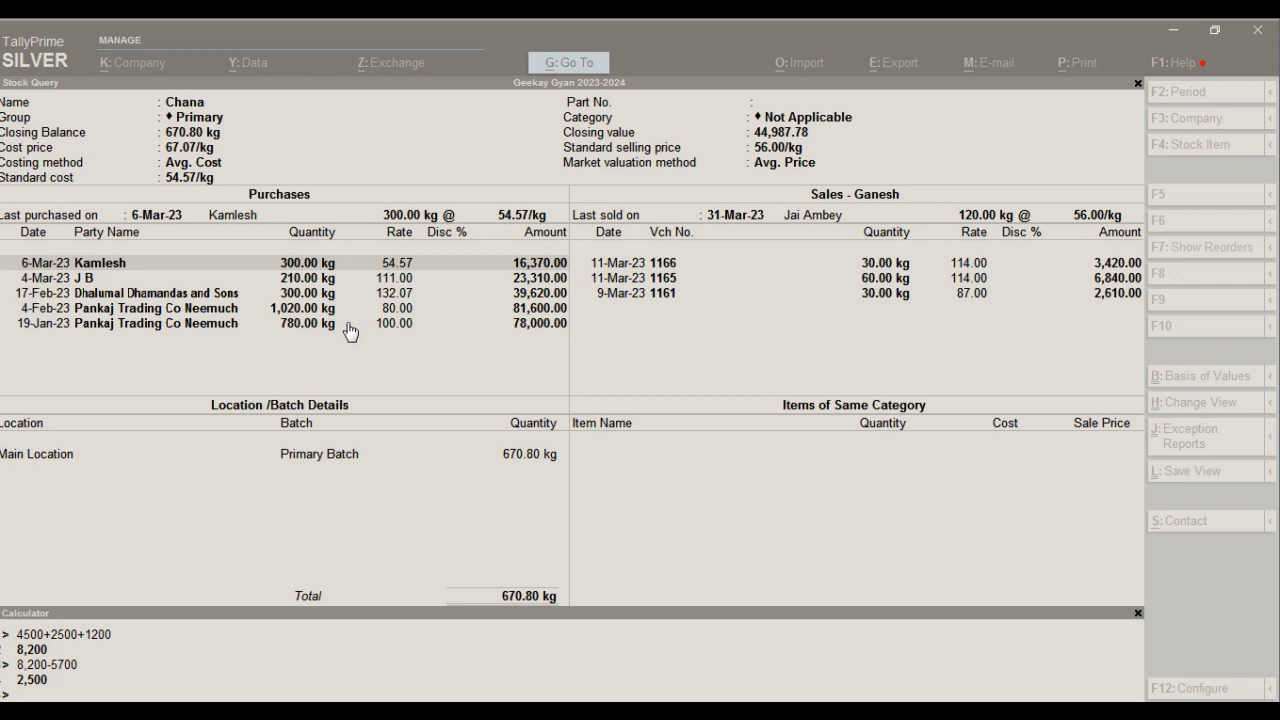 TallyPrime
SILVER
MANAGE
K: Company Y: Data Z: Exchange G: Go To O: Import E: Export M: E-mail P: Print F1: Help
Stock Query Geekay Gyan 2023-2024
Name : Chana Part No. :
Group : ♦ Primary Category : ♦ Not Applicable
Closing Balance : 670.80 kg Closing value : 44,987.78
Cost price : 67.07/kg Standard selling price : 56.00/kg
Costing method : Avg. Cost Market valuation method : Avg. Price
Standard cost : 54.57/kg
Purchases Sales - Ganesh
Last purchased on : 6-Mar-23 Kamlesh 300.00 kg @ 54.57/kg Last sold on : 31-Mar-23 Jai Ambey 120.00 kg @ 56.00/kg
Date Party Name Quantity Rate Disc % Amount Date Vch No. Quantity Rate Disc % Amount
6-Mar-23 Kamlesh 300.00 kg 54.57 16,370.00 11-Mar-23 1166 30.00 kg 114.00 3,420.00
4-Mar-23 J B 210.00 kg 111.00 23,310.00 11-Mar-23 1165 60.00 kg 114.00 6,840.00
17-Feb-23 Dhalumal Dhamandas and Sons 300.00 kg 132.07 39,620.00 9-Mar-23 1161 30.00 kg 87.00 2,610.00
4-Feb-23 Pankaj Trading Co Neemuch 1,020.00 kg 80.00 81,600.00
19-Jan-23 Pankaj Trading Co Neemuch 780.00 kg 100.00 78,000.00
Location /Batch Details Items of Same Category
Location Batch Quantity Item Name Quantity Cost Sale Price
Main Location Primary Batch 670.80 kg
Total 670.80 kg
Calculator
> 4500+2500+1200
8,200
> 8,200-5700
2,500
>
F2: Period
F3: Company
F4: Stock Item
F5
F6
F7: Show Reorders
F8
F9
F10
B: Basis of Values
H: Change View
J: Exception
Reports
L: Save View
S: Contact
F12: Configure